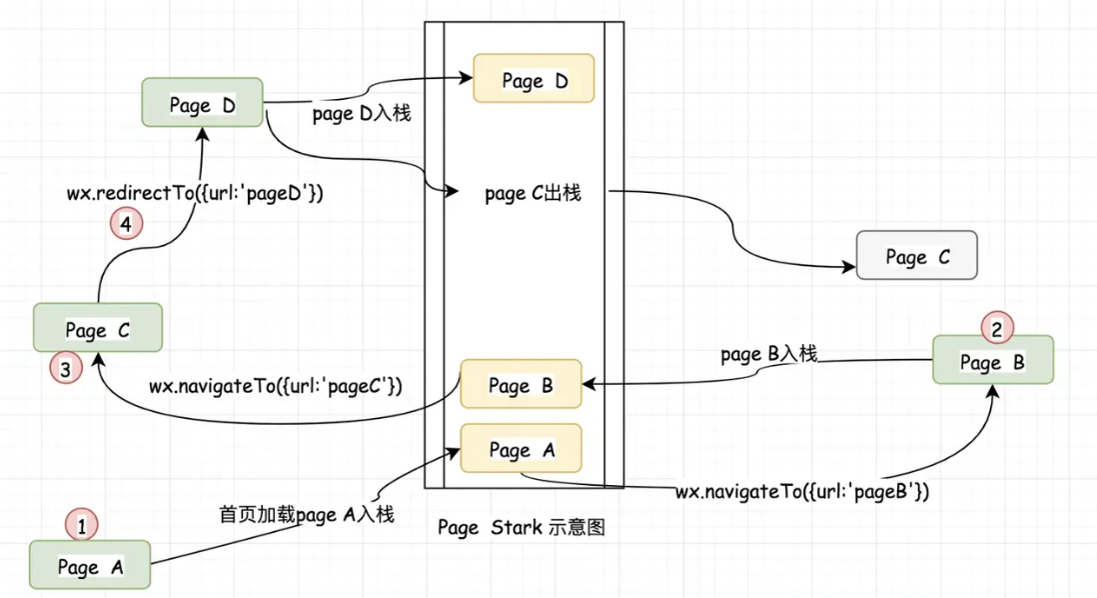 Page D
Page D
page D入栈
wx.redirectTo({url:'pageD'})
page C出栈
4
Page C
Page C
3
2
page B入栈
Page B
wx.navigateTo({url:'pageC'})
Page B
Page A
wx.navigateTo({url:'pageB'})
首页加载page A入栈
1
Page Stark 示意图
Page A